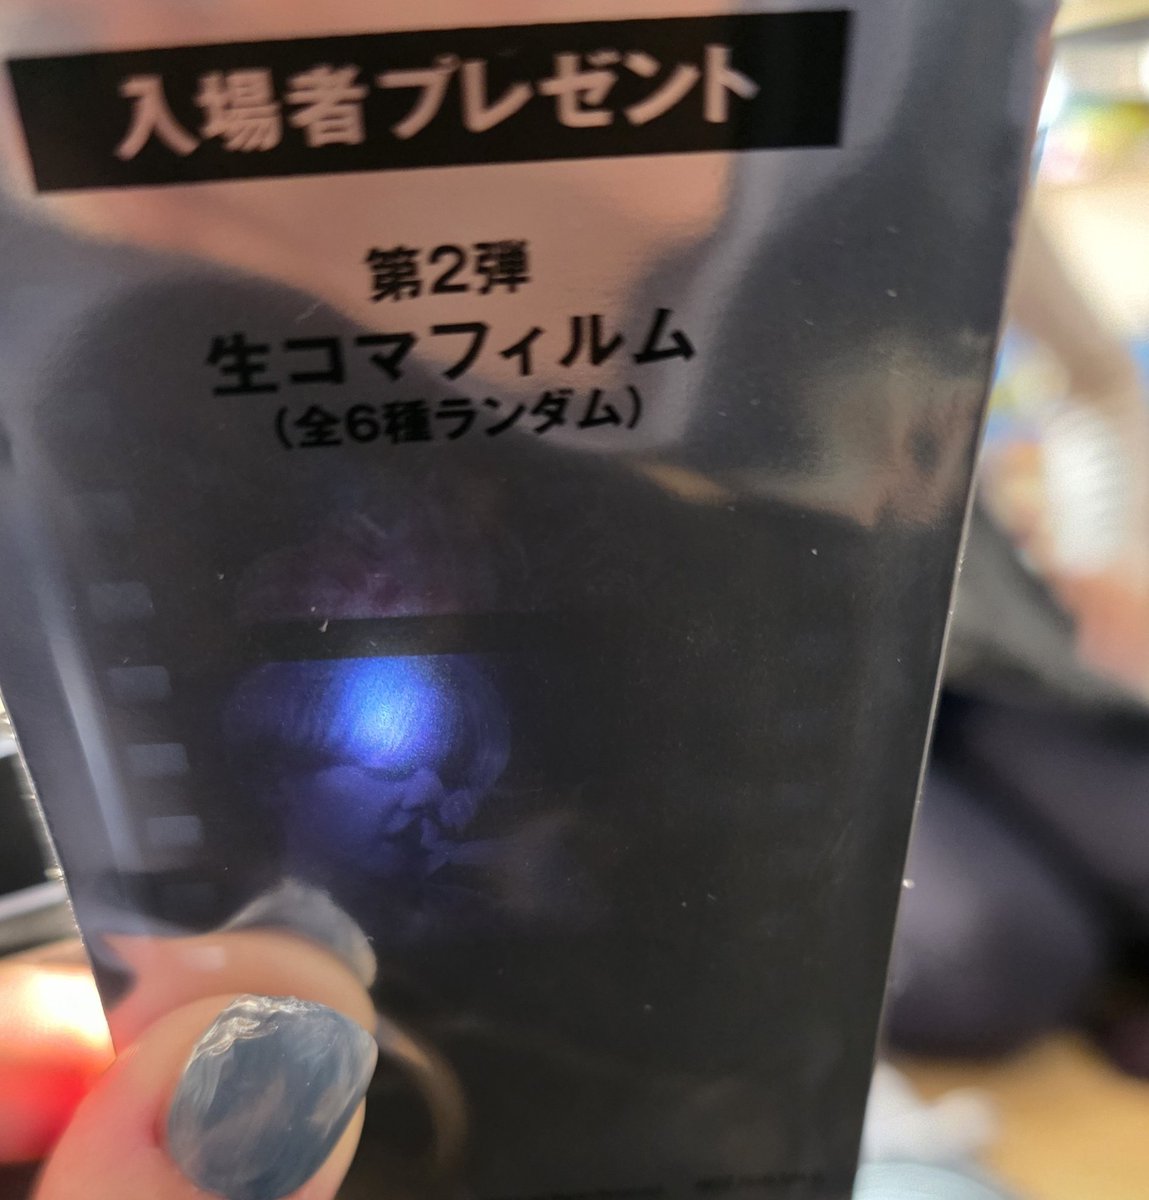 入場者プレゼント
第2弾
生コマフィルム
(全6種ランダム)